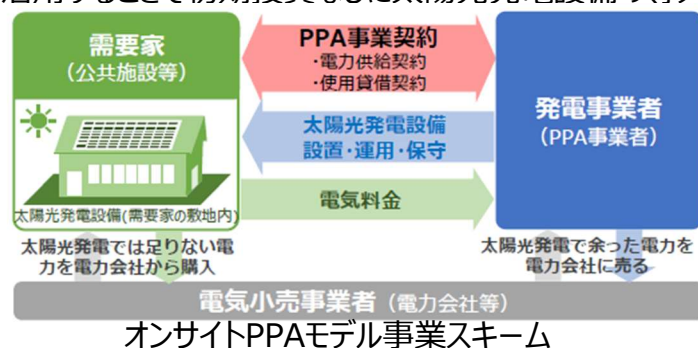 需要家
（公共施設等）
太陽光発電設備(需要家の敷地内)
PPA事業契約
・電力供給契約
・使用貸借契約
太陽光発電設備
設置・運用・保守
電気料金
発電事業者
（PPA事業者）
太陽光発電では足りない電
力を電力会社から購入
太陽光発電で余った電力を
電力会社に売る
電気小売事業者（電力会社等）
オンサイトPPAモデル事業スキーム